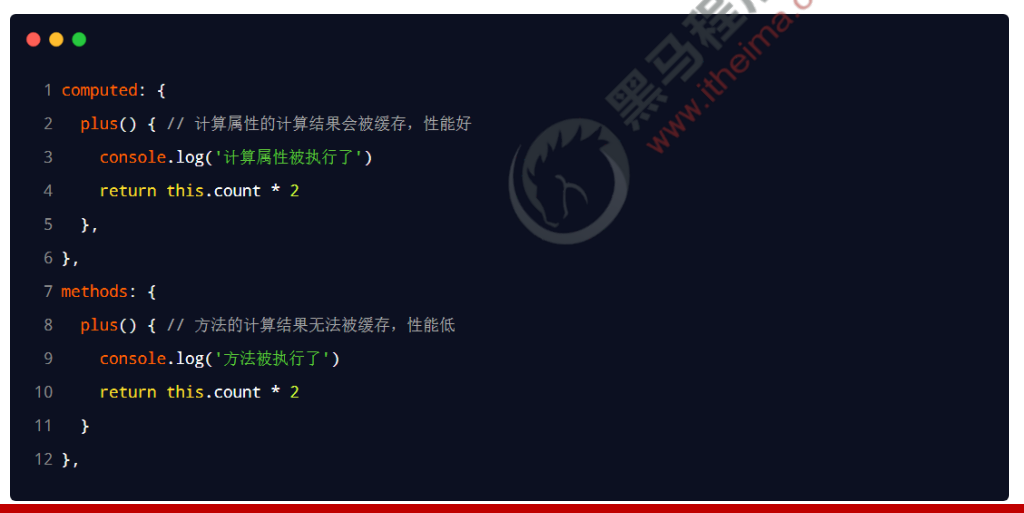 黑马程
www.itheima.c
1 computed: {
2   plus() { // 计算属性的计算结果会被缓存，性能好
3     console.log('计算属性被执行了')
4     return this.count * 2
5   },
6 },
7 methods: {
8   plus() { // 方法的计算结果无法被缓存，性能低
9     console.log('方法被执行了')
10     return this.count * 2
11   }
12 },